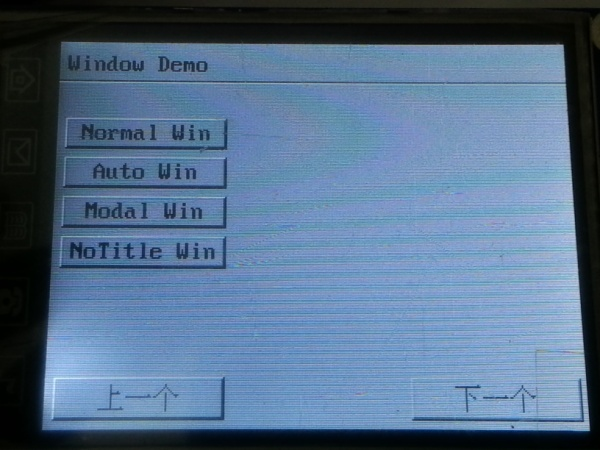 Window Demo
Normal Win
Auto Win
Modal Win
NoTitle Win
上一个 下一个